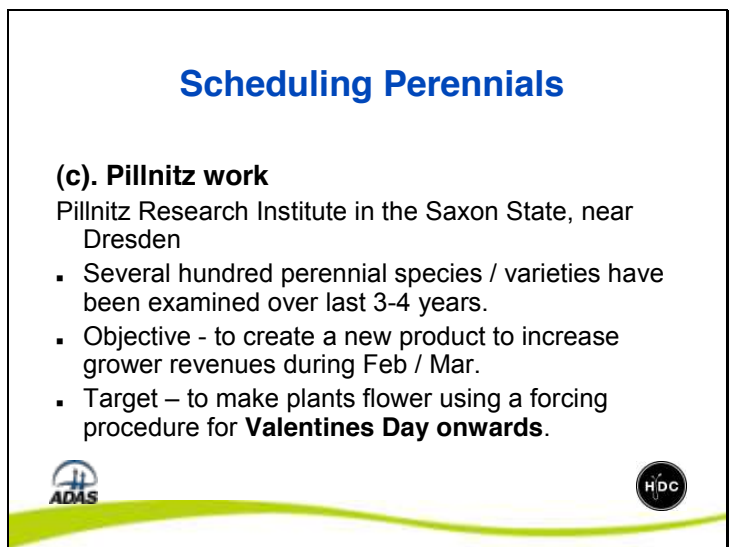 Scheduling Perennials
(c). Pillnitz work
Pillnitz Research Institute in the Saxon State, near
Dresden
▪ Several hundred perennial species / varieties have
been examined over last 3-4 years.
▪ Objective - to create a new product to increase
grower revenues during Feb / Mar.
▪ Target – to make plants flower using a forcing
procedure for Valentines Day onwards.
ADAS
HDC